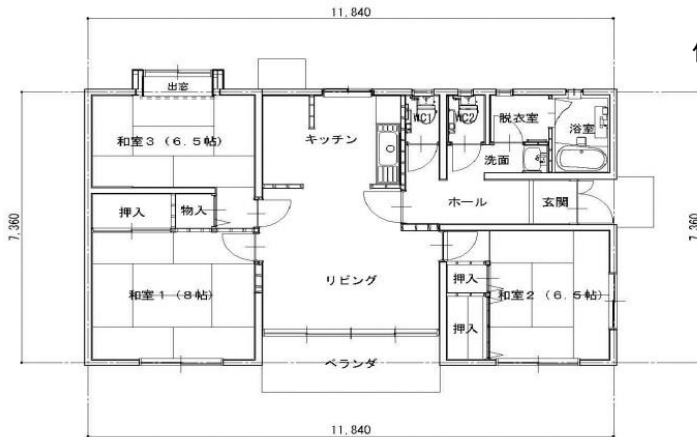 11,840
出窓
和室3 (6.5帖)
キッチン
WC1
WC2
脱衣室
浴室
洗面
押入
物入
ホール
玄関
7,360
7,360
和室1 (8帖)
リビング
押入
和室2 (6.5帖)
押入
ベランダ
11,840